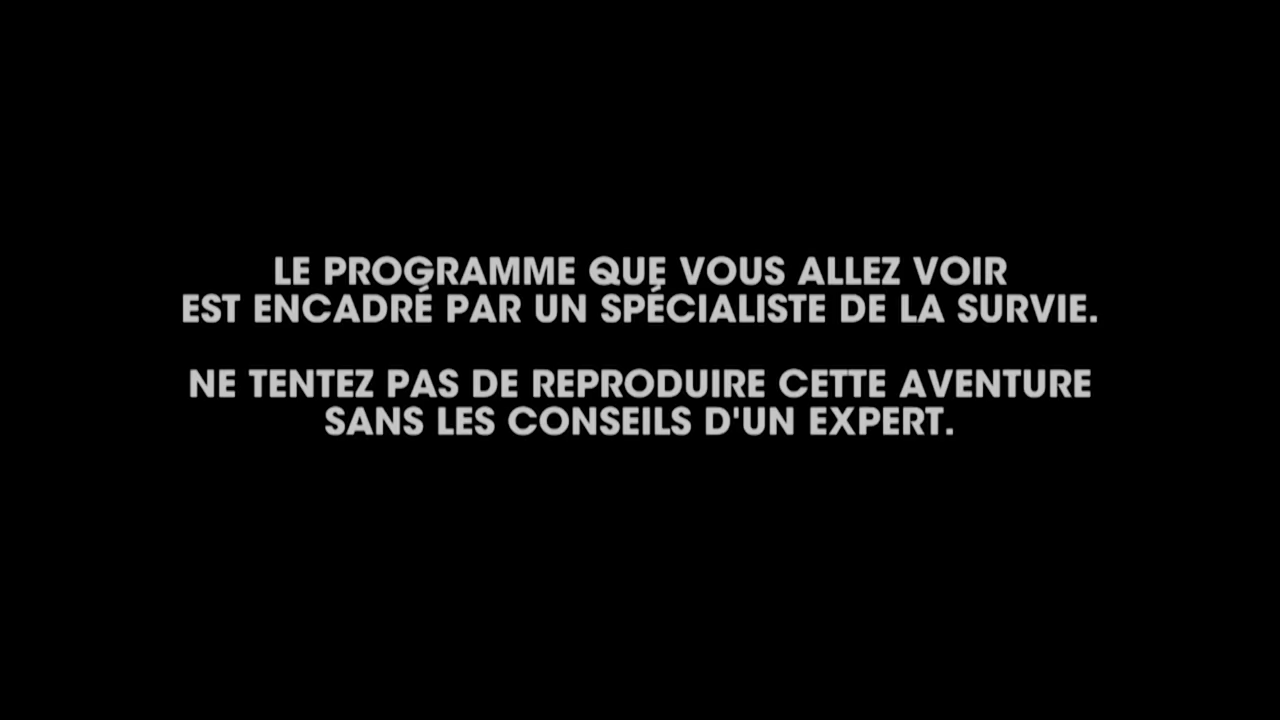 LE PROGRAMME QUE VOUS ALLEZ VOIR
EST ENCADRÉ PAR UN SPÉCIALISTE DE LA SURVIE.
NE TENTEZ PAS DE REPRODUIRE CETTE AVENTURE
SANS LES CONSEILS D'UN EXPERT.